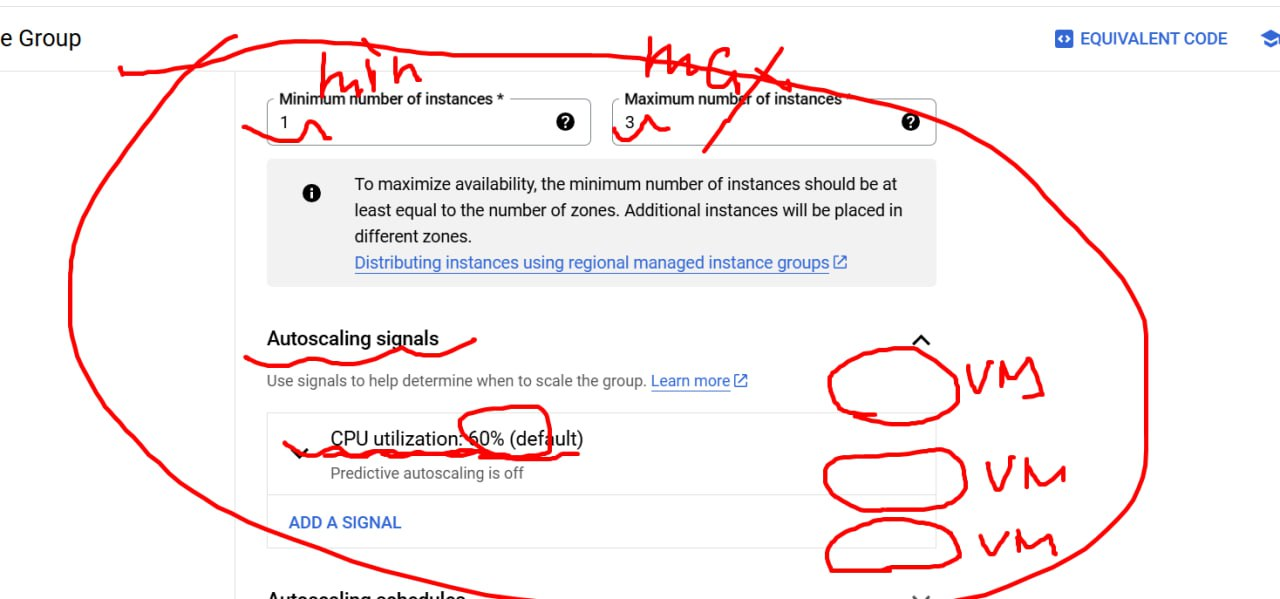 e Group
EQUIVALENT CODE
min
max
Minimum number of instances *
Maximum number of instances *
1
3
To maximize availability, the minimum number of instances should be at
least equal to the number of zones. Additional instances will be placed in
different zones.
Distributing instances using regional managed instance groups
Autoscaling signals
Use signals to help determine when to scale the group. Learn more
VM
CPU utilization: 60% (default)
Predictive autoscaling is off
VM
ADD A SIGNAL
VM
Autoscaling schedules